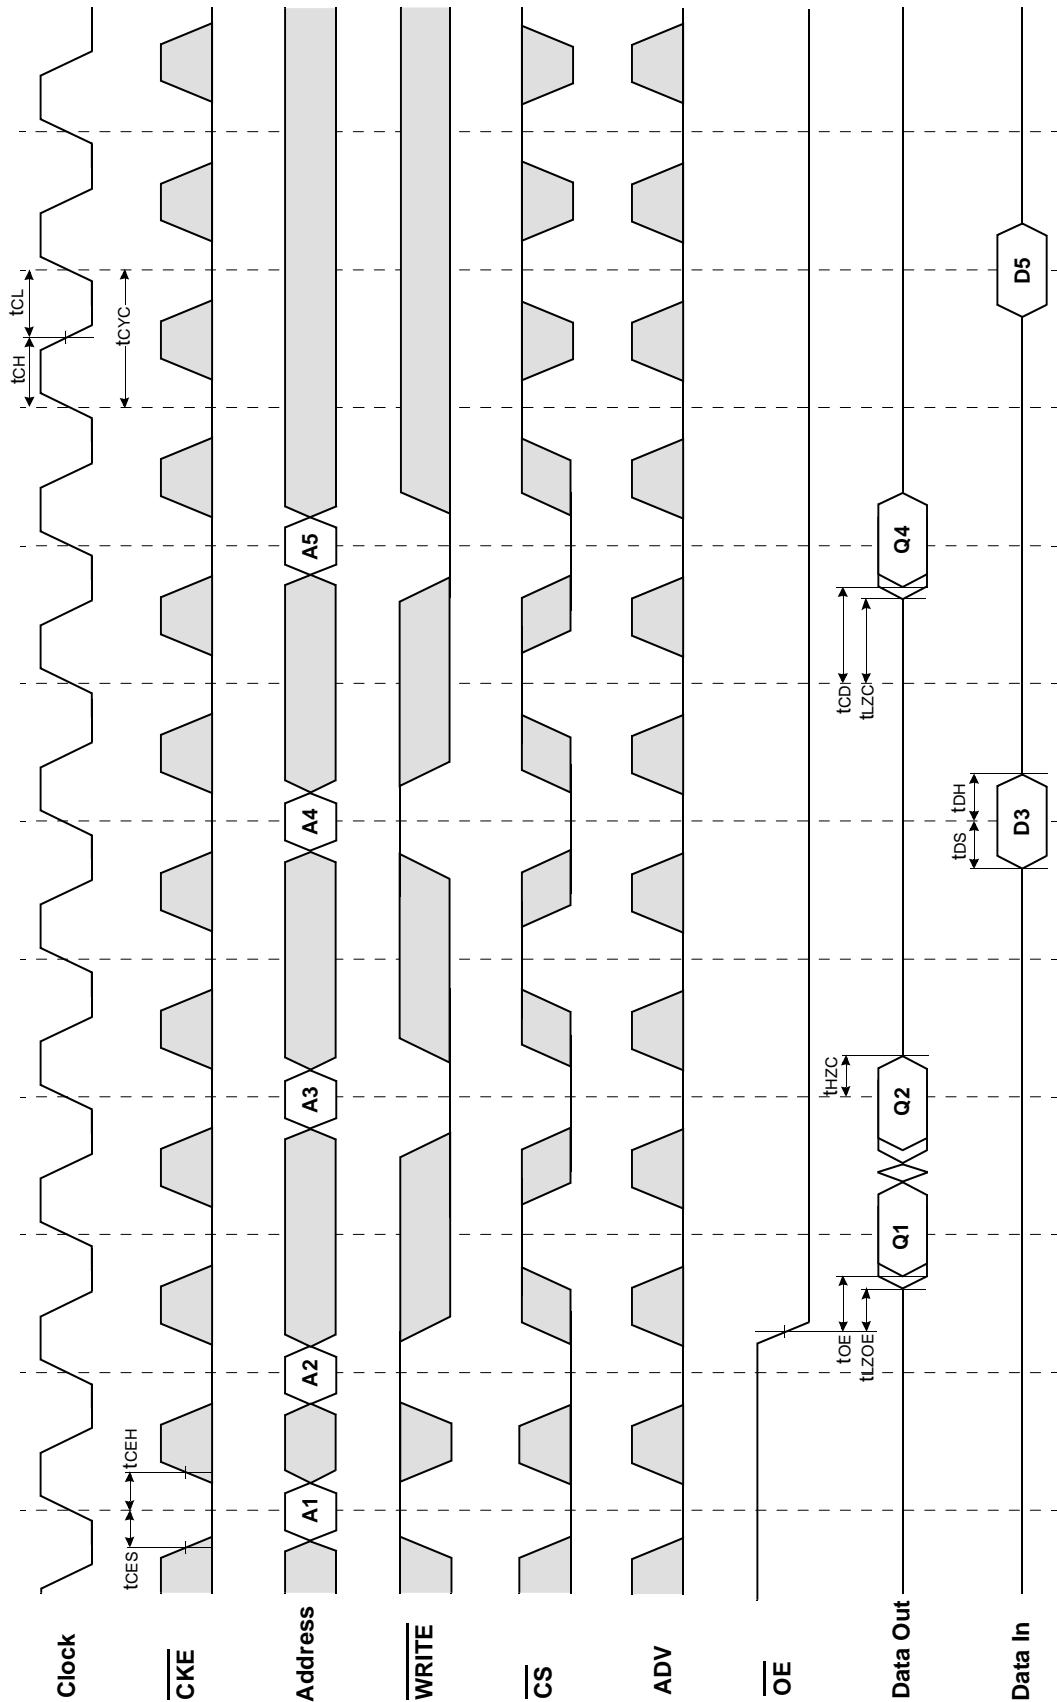 Clock
tCH
tCL
tCYC
CKE
tCES
tCEH
Address
A1
A2
A3
A4
A5
WRITE
CS
ADV
OE
tOE
tLZOE
tHZC
tCD
tLZC
Data Out
Q1
Q2
Q4
tDS
tDH
Data In
D3
D5